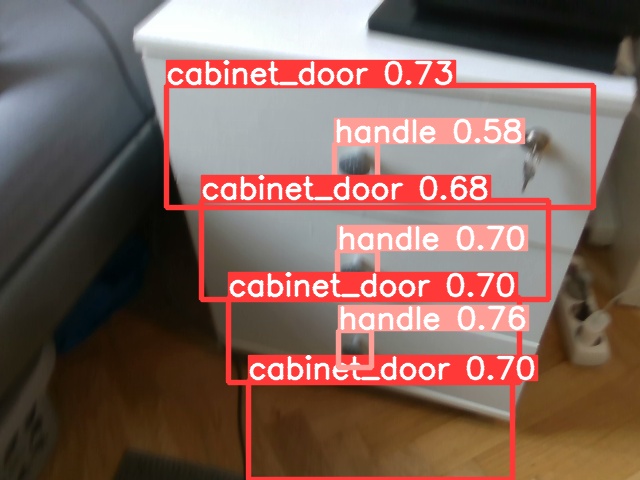 cabinet_door 0.73
handle 0.58
cabinet_door 0.68
handle 0.70
cabinet_door 0.70
handle 0.76
cabinet_door 0.70